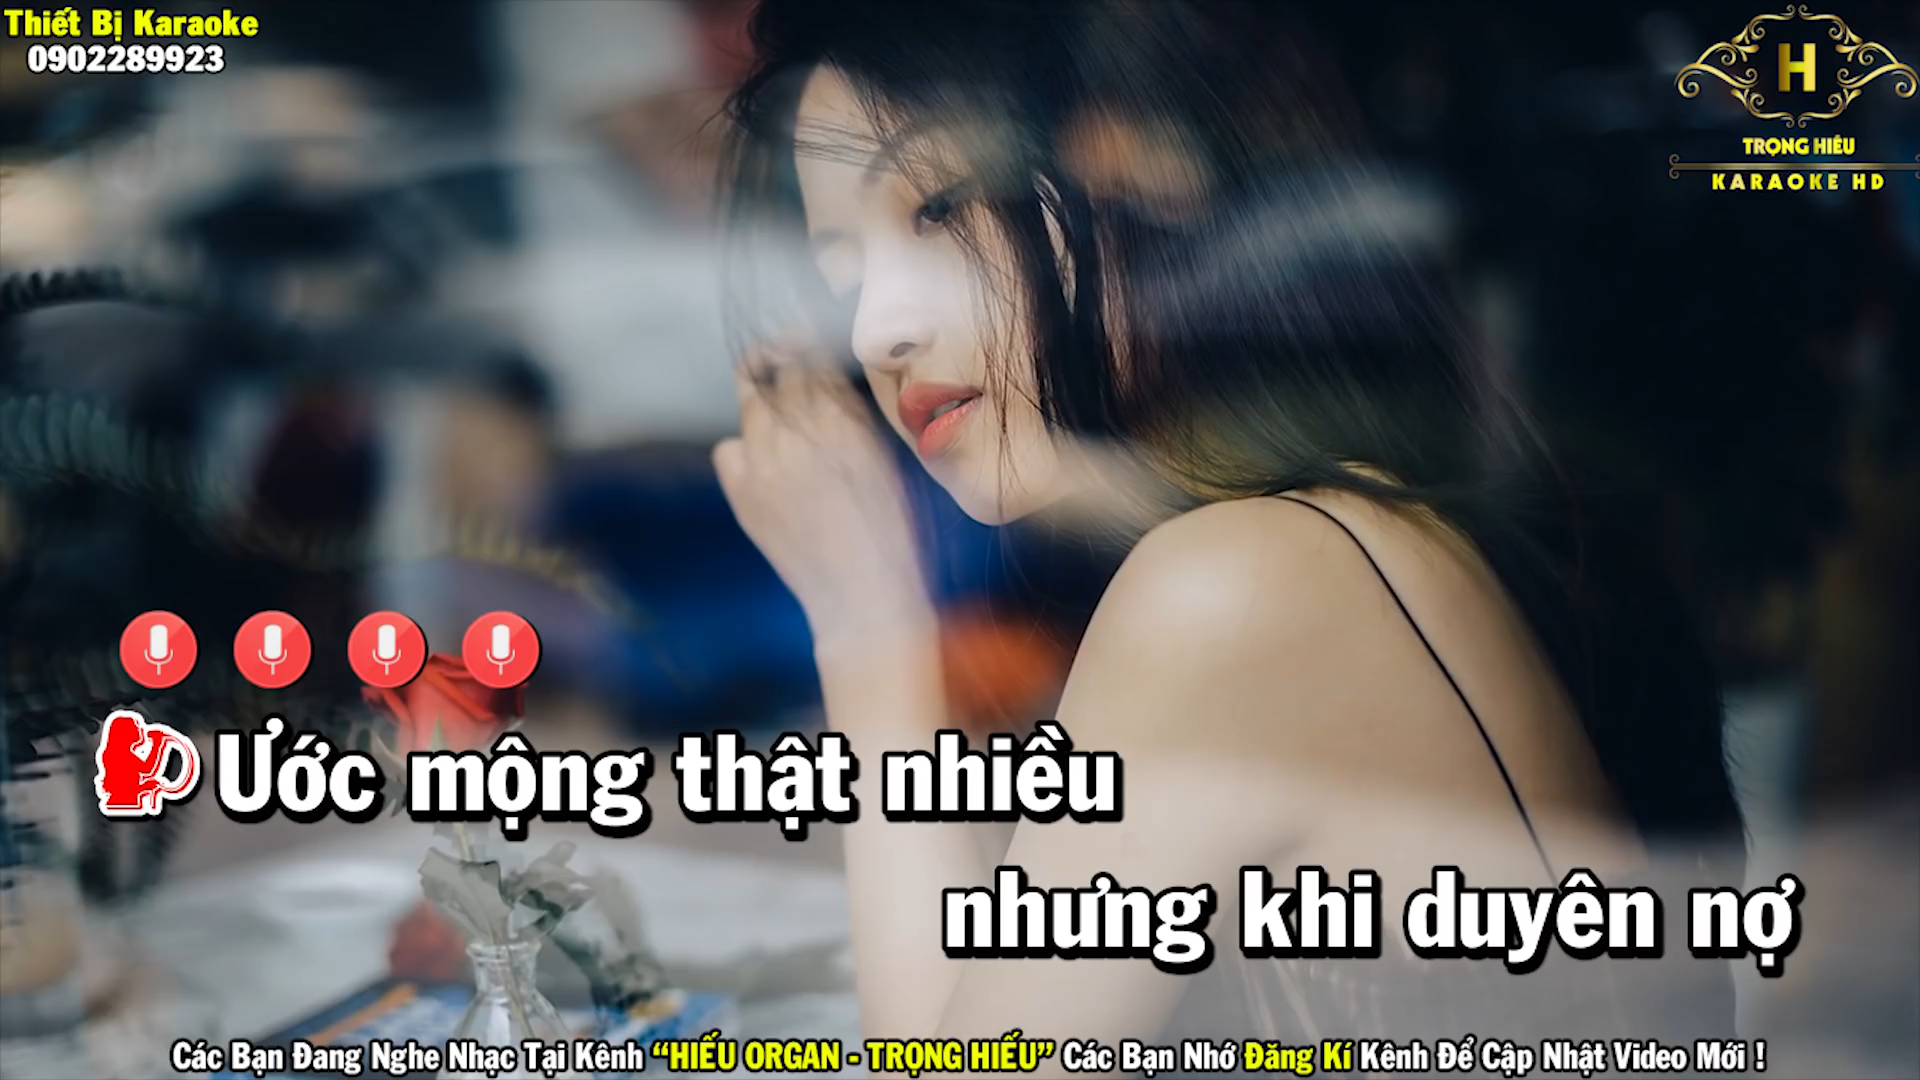 Thiết Bị Karaoke
0902289923
H
TRỌNG HIẾU
KARAOKE HD
Ước mộng thật nhiều
nhưng khi duyên nợ
Các Bạn Đang Nghe Nhạc Tại Kênh “HIẾU ORGAN - TRỌNG HIẾU” Các Bạn Nhớ Đăng Kí Kênh Để Cập Nhật Video Mới !